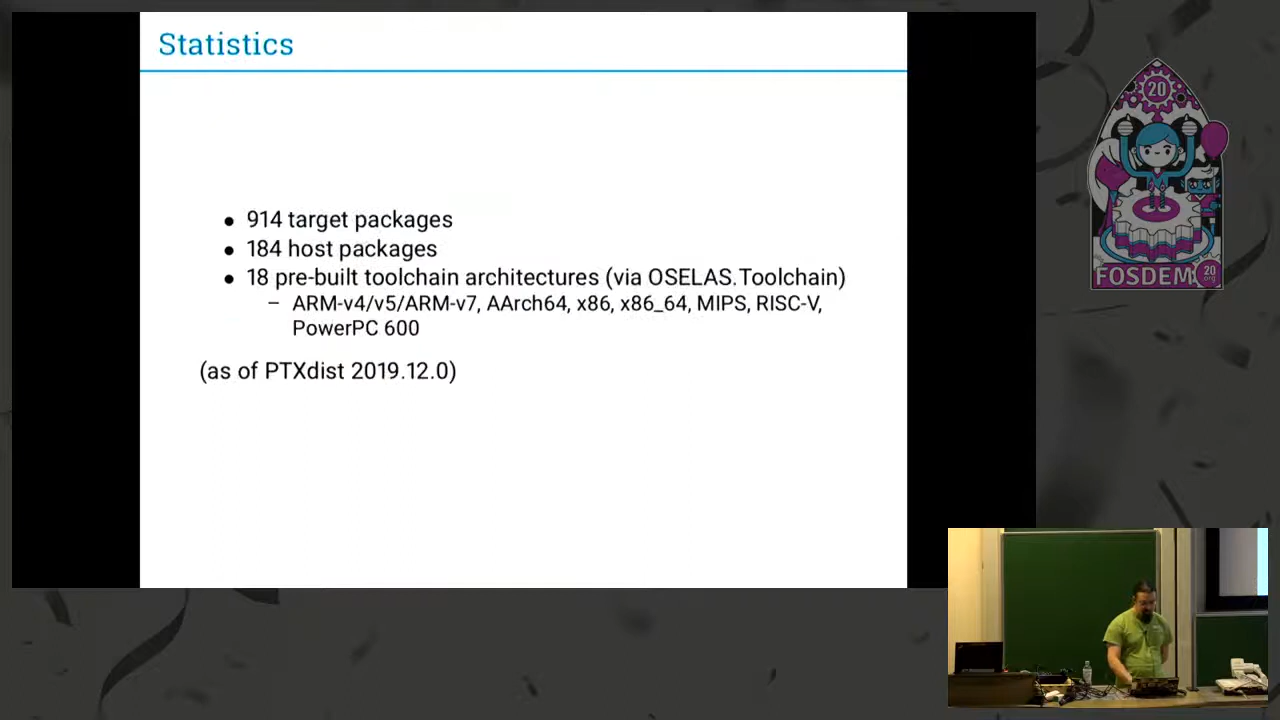 Statistics
• 914 target packages
• 184 host packages
• 18 pre-built toolchain architectures (via OSELAS.Toolchain)
– ARM-v4/v5/ARM-v7, AArch64, x86, x86_64, MIPS, RISC-V,
PowerPC 600
(as of PTXdist 2019.12.0)
20
FOSDEM 20
.org